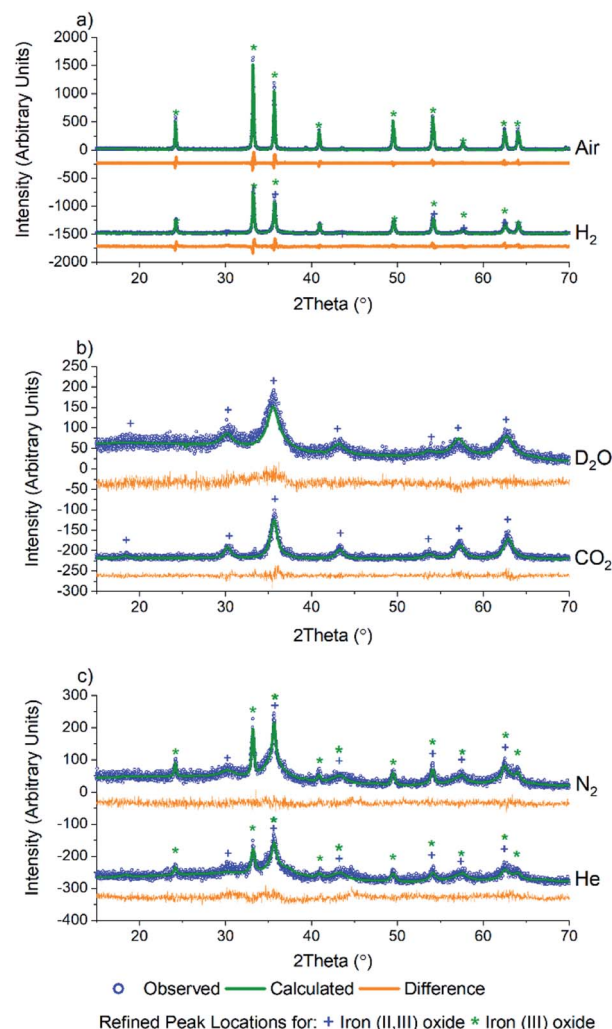 a)
Intensity (Arbitrary Units)
2000
1500
1000
500
0
-500
-1000
-1500
-2000
Air
H₂
20 30 40 50 60 70
2Theta (°)
b)
Intensity (Arbitrary Units)
250
200
150
100
50
0
-50
-100
-150
-200
-250
-300
D₂O
CO₂
20 30 40 50 60 70
2Theta (°)
c)
Intensity (Arbitrary Units)
300
200
100
0
-100
-200
-300
-400
N₂
He
20 30 40 50 60 70
2Theta (°)
Observed Calculated Difference
Refined Peak Locations for: + Iron (II,III) oxide * Iron (III) oxide